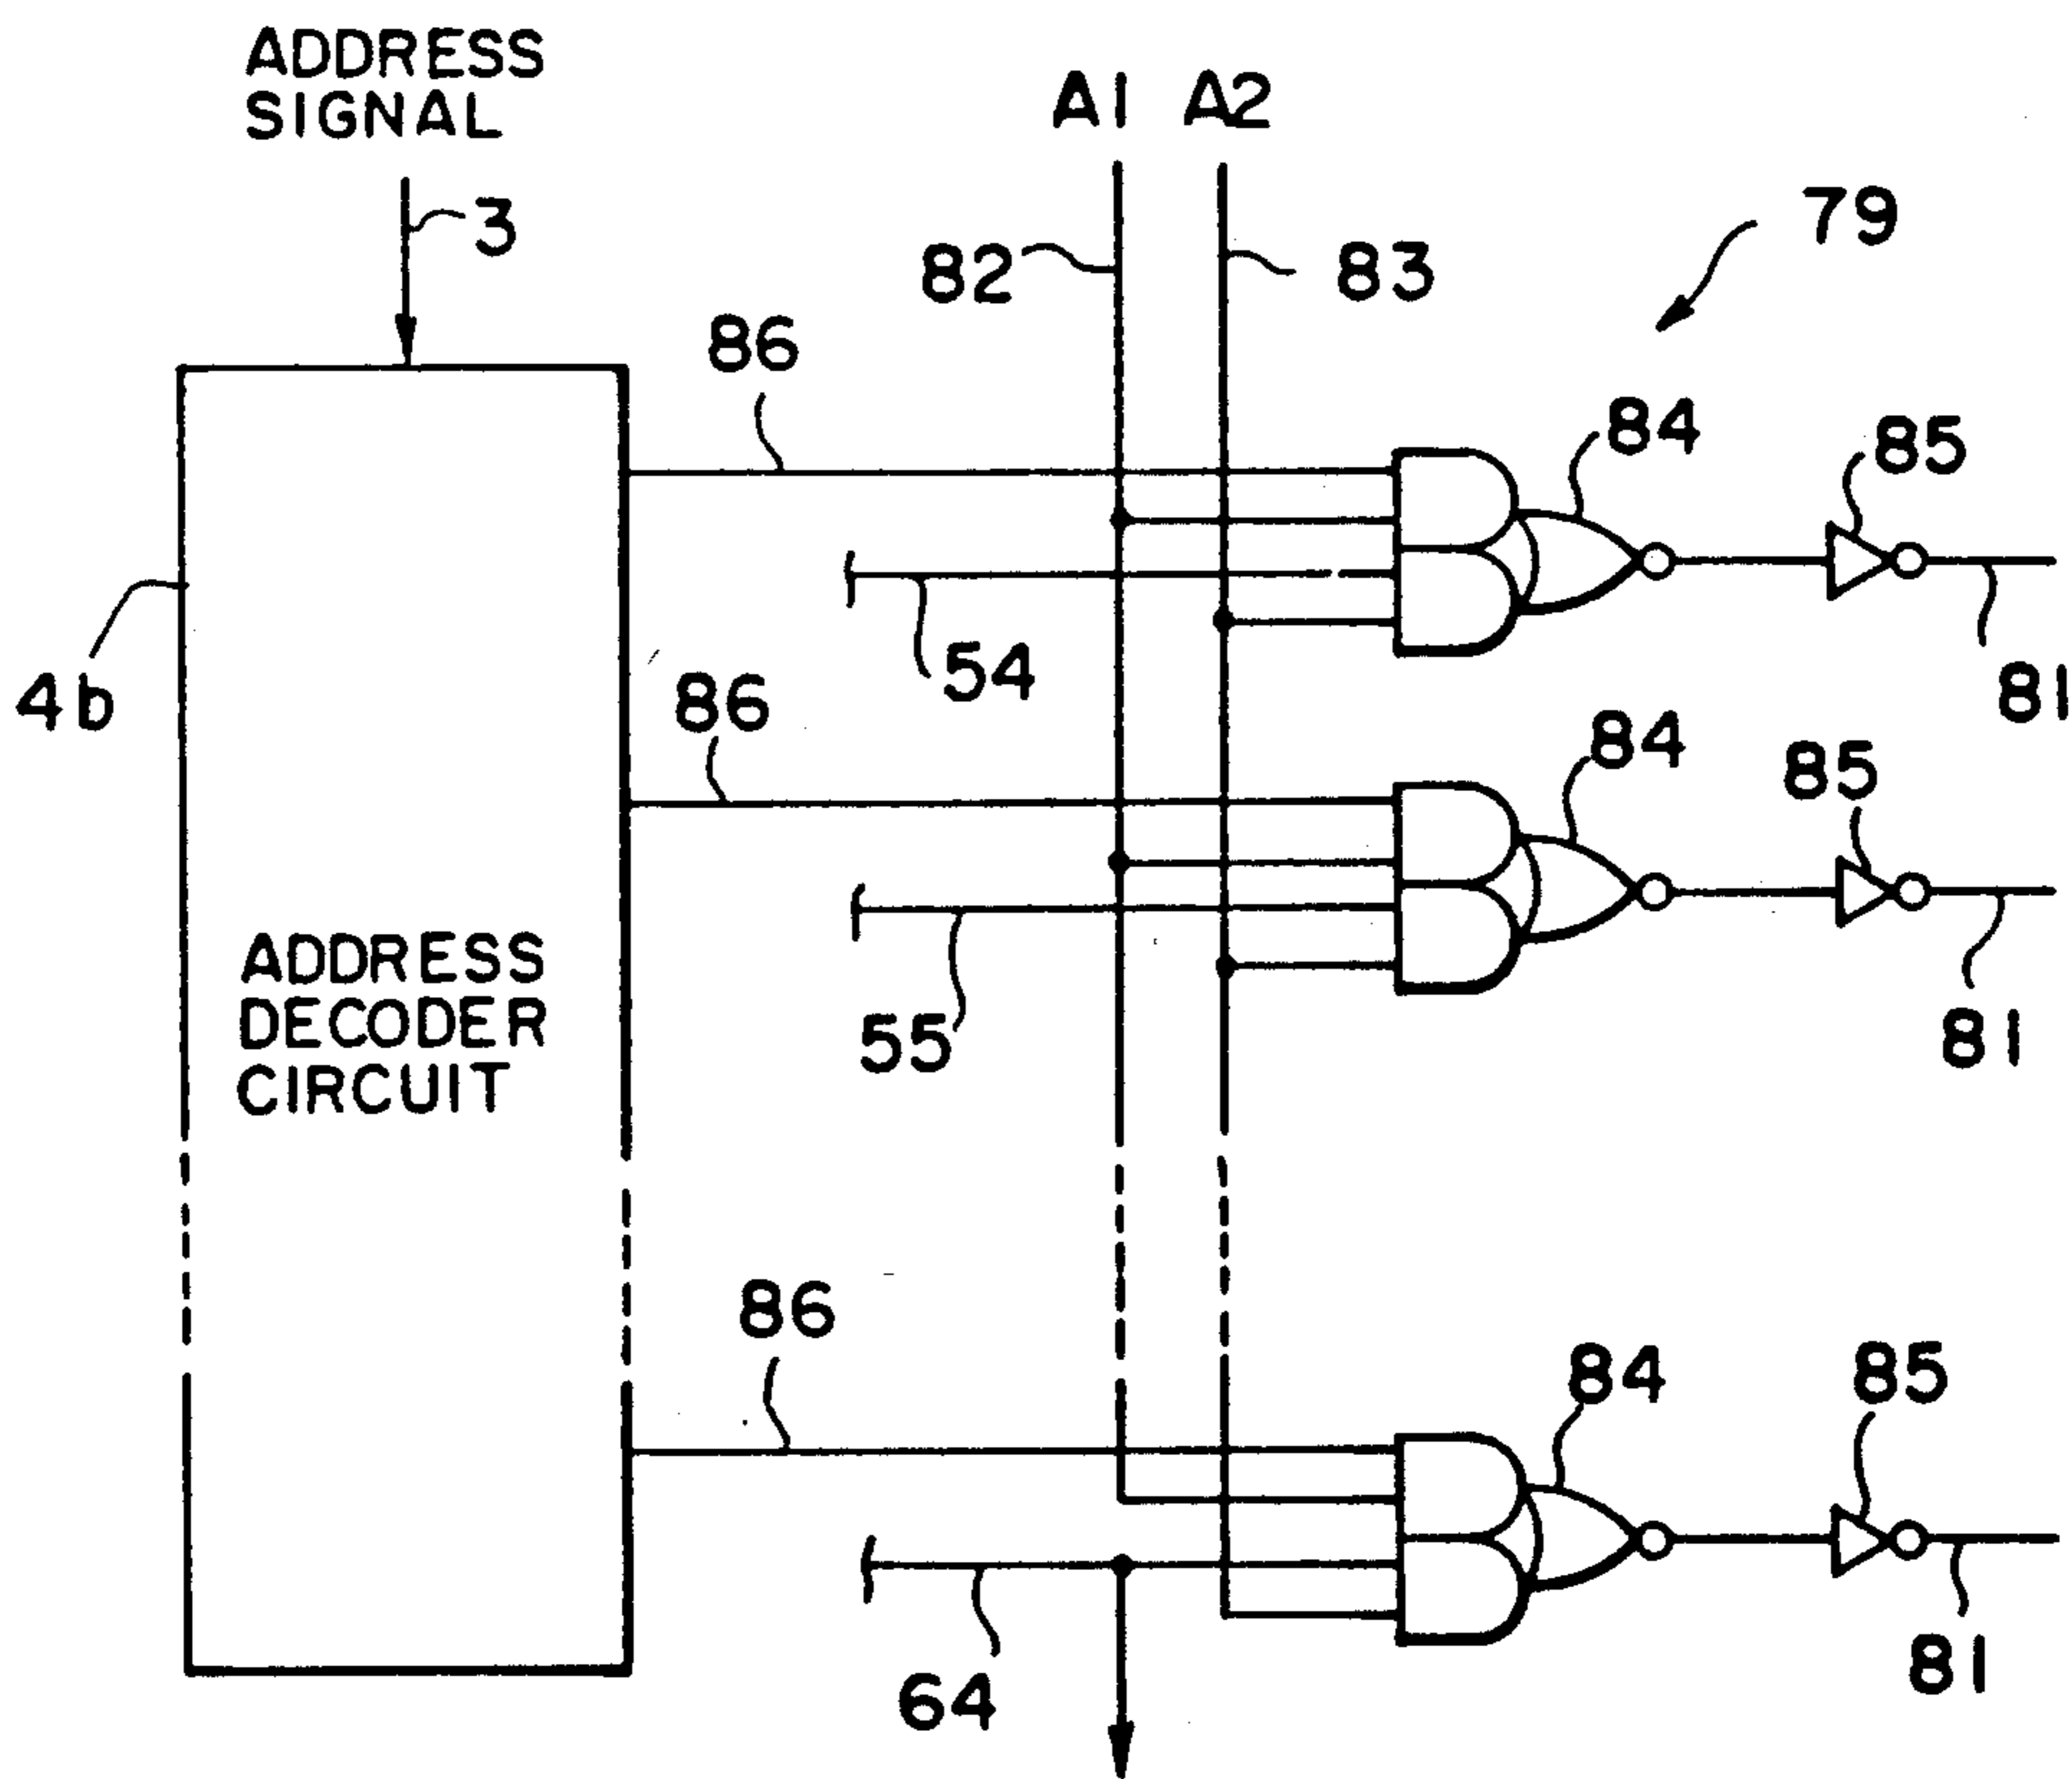 ADDRESS
SIGNAL
A1 A2
3
79
82
83
86
84
85
4b
54
81
86
84
85
55
81
ADDRESS
DECODER
CIRCUIT
86
84
85
64
81